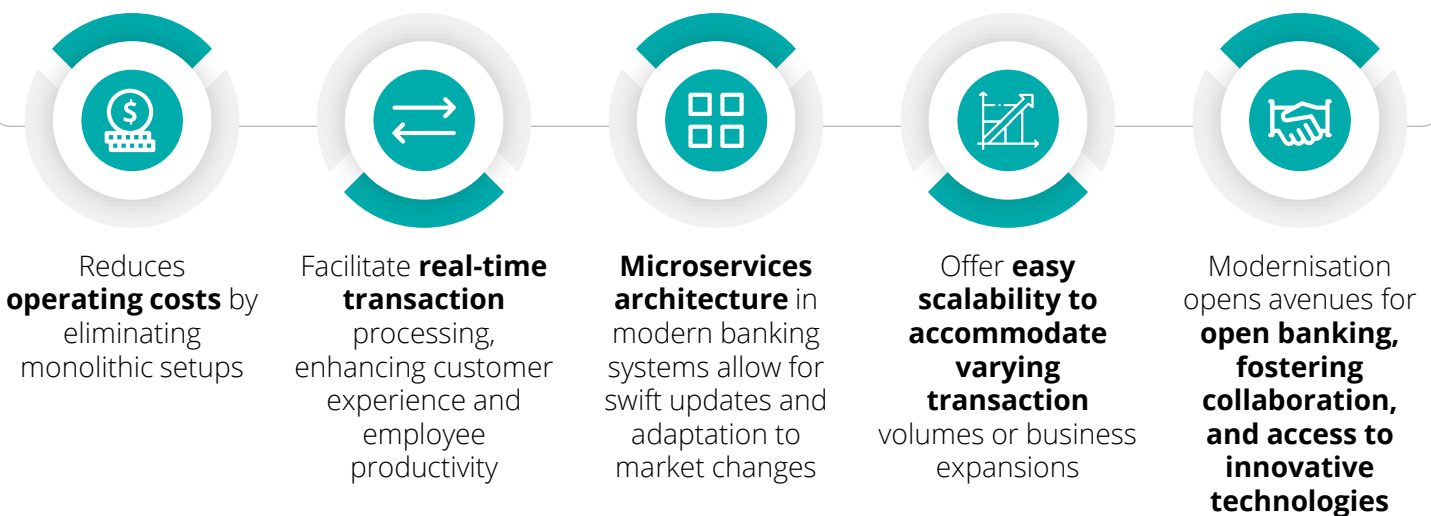 $
Reduces
operating costs by
eliminating
monolithic setups
Facilitate real-time
transaction
processing,
enhancing customer
experience and
employee
productivity
Microservices
architecture in
modern banking
systems allow for
swift updates and
adaptation to
market changes
Offer easy
scalability to
accommodate
varying
transaction
volumes or business
expansions
Modernisation
opens avenues for
open banking,
fostering
collaboration,
and access to
innovative
technologies